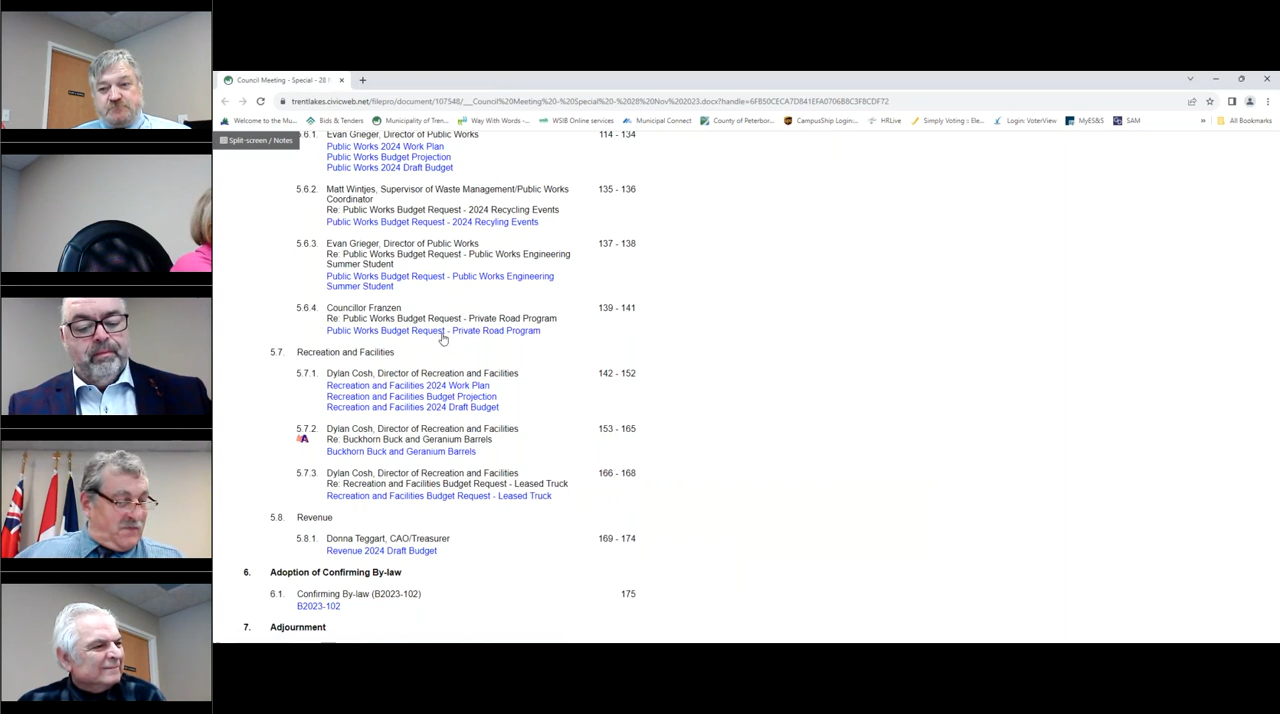 Council Meeting - Special - 28 N
trentlakes.civicweb.net/filepro/document/107548/__Council%20Meeting%20-%20Special%20-%2028%20Nov%202023.docx?handle=6FB50CECA7D841EFA0706B8C3F8CDF72
Welcome to the Mu... Bids & Tenders Municipality of Tren... Way With Words -... WSIB Online services Municipal Connect County of Peterbor... CampusShip Login:... HRLive Simply Voting : Ele... Login: VoterView MyES&S SAM » All Bookmarks
Split-screen / Notes
5.6.1. Evan Grieger, Director of Public Works 114 - 134
Public Works 2024 Work Plan
Public Works Budget Projection
Public Works 2024 Draft Budget
5.6.2. Matt Wintjes, Supervisor of Waste Management/Public Works 135 - 136
Coordinator
Re: Public Works Budget Request - 2024 Recycling Events
Public Works Budget Request - 2024 Recyling Events
5.6.3. Evan Grieger, Director of Public Works 137 - 138
Re: Public Works Budget Request - Public Works Engineering
Summer Student
Public Works Budget Request - Public Works Engineering
Summer Student
5.6.4. Councillor Franzen 139 - 141
Re: Public Works Budget Request - Private Road Program
Public Works Budget Request - Private Road Program
5.7. Recreation and Facilities
5.7.1. Dylan Cosh, Director of Recreation and Facilities 142 - 152
Recreation and Facilities 2024 Work Plan
Recreation and Facilities Budget Projection
Recreation and Facilities 2024 Draft Budget
5.7.2. Dylan Cosh, Director of Recreation and Facilities 153 - 165
Re: Buckhorn Buck and Geranium Barrels
Buckhorn Buck and Geranium Barrels
5.7.3. Dylan Cosh, Director of Recreation and Facilities 166 - 168
Re: Recreation and Facilities Budget Request - Leased Truck
Recreation and Facilities Budget Request - Leased Truck
5.8. Revenue
5.8.1. Donna Teggart, CAO/Treasurer 169 - 174
Revenue 2024 Draft Budget
6. Adoption of Confirming By-law
6.1. Confirming By-law (B2023-102) 175
B2023-102
7. Adjournment